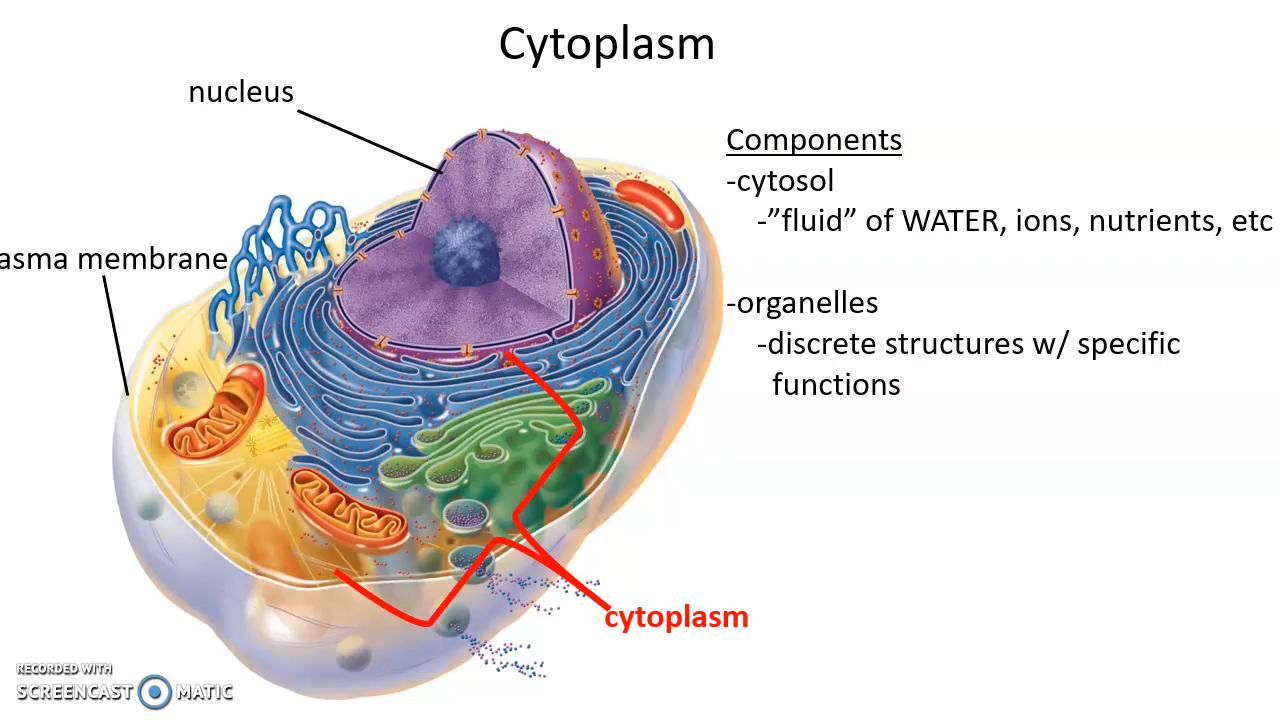 Cytoplasm
nucleus
Components
-cytosol
-”fluid” of WATER, ions, nutrients, etc
asma membrane
-organelles
-discrete structures w/ specific
functions
cytoplasm
RECORDED WITH
SCREENCAST MATIC